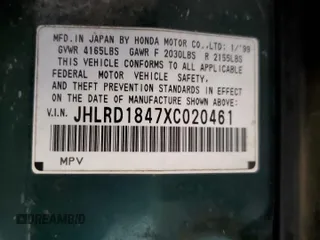 MFD.IN JAPAN BY HONDA MOTOR CO.,LTD. 1/'99
GVWR 4165LBS GAWR F 2030LBS R 2155LBS
THIS VEHICLE CONFORMS TO ALL APPLICABLE
FEDERAL MOTOR VEHICLE SAFETY,
AND THEFT PREVENTION STANDARDS IN EFFECT ON
THE DATE OF MANUFACTURE SHOWN ABOVE.
V.I.N. JHLRD1847XC020461
MPV
DREAMBID